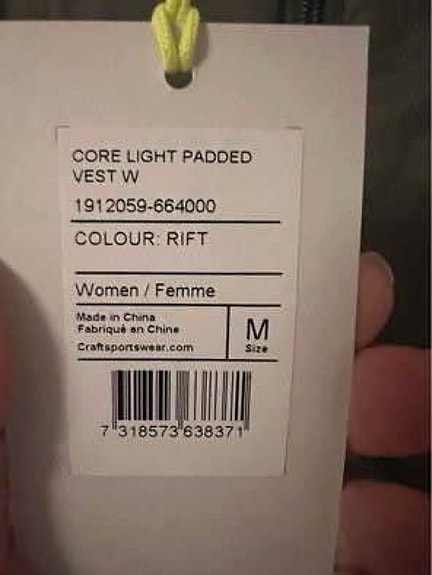 CORE LIGHT PADDED
VEST W
1912059-664000
COLOUR: RIFT
Women / Femme
Made in China
Fabriqué en Chine
Craftsportswear.com
M
Size
7 318573 638371